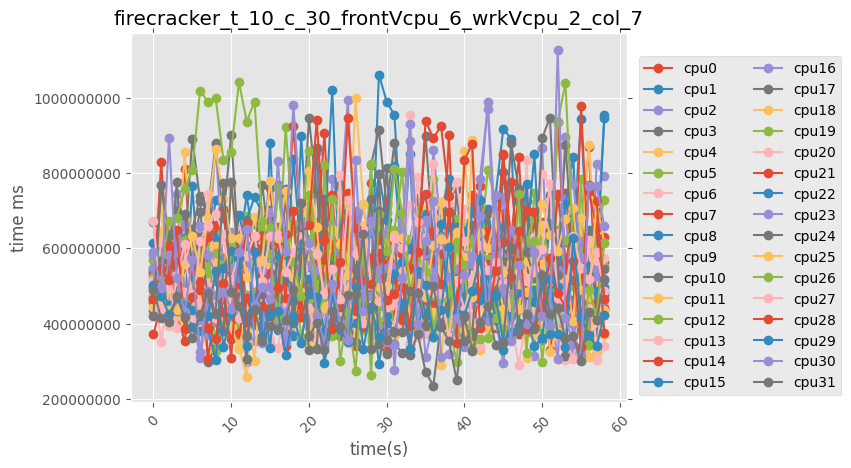 firecracker_t_10_c_30_frontVcpu_6_wrkVcpu_2_col_7
time ms
1000000000
800000000
600000000
400000000
200000000
0 10 20 30 40 50 60
time(s)
cpu0 cpu16
cpu1 cpu17
cpu2 cpu18
cpu3 cpu19
cpu4 cpu20
cpu5 cpu21
cpu6 cpu22
cpu7 cpu23
cpu8 cpu24
cpu9 cpu25
cpu10 cpu26
cpu11 cpu27
cpu12 cpu28
cpu13 cpu29
cpu14 cpu30
cpu15 cpu31